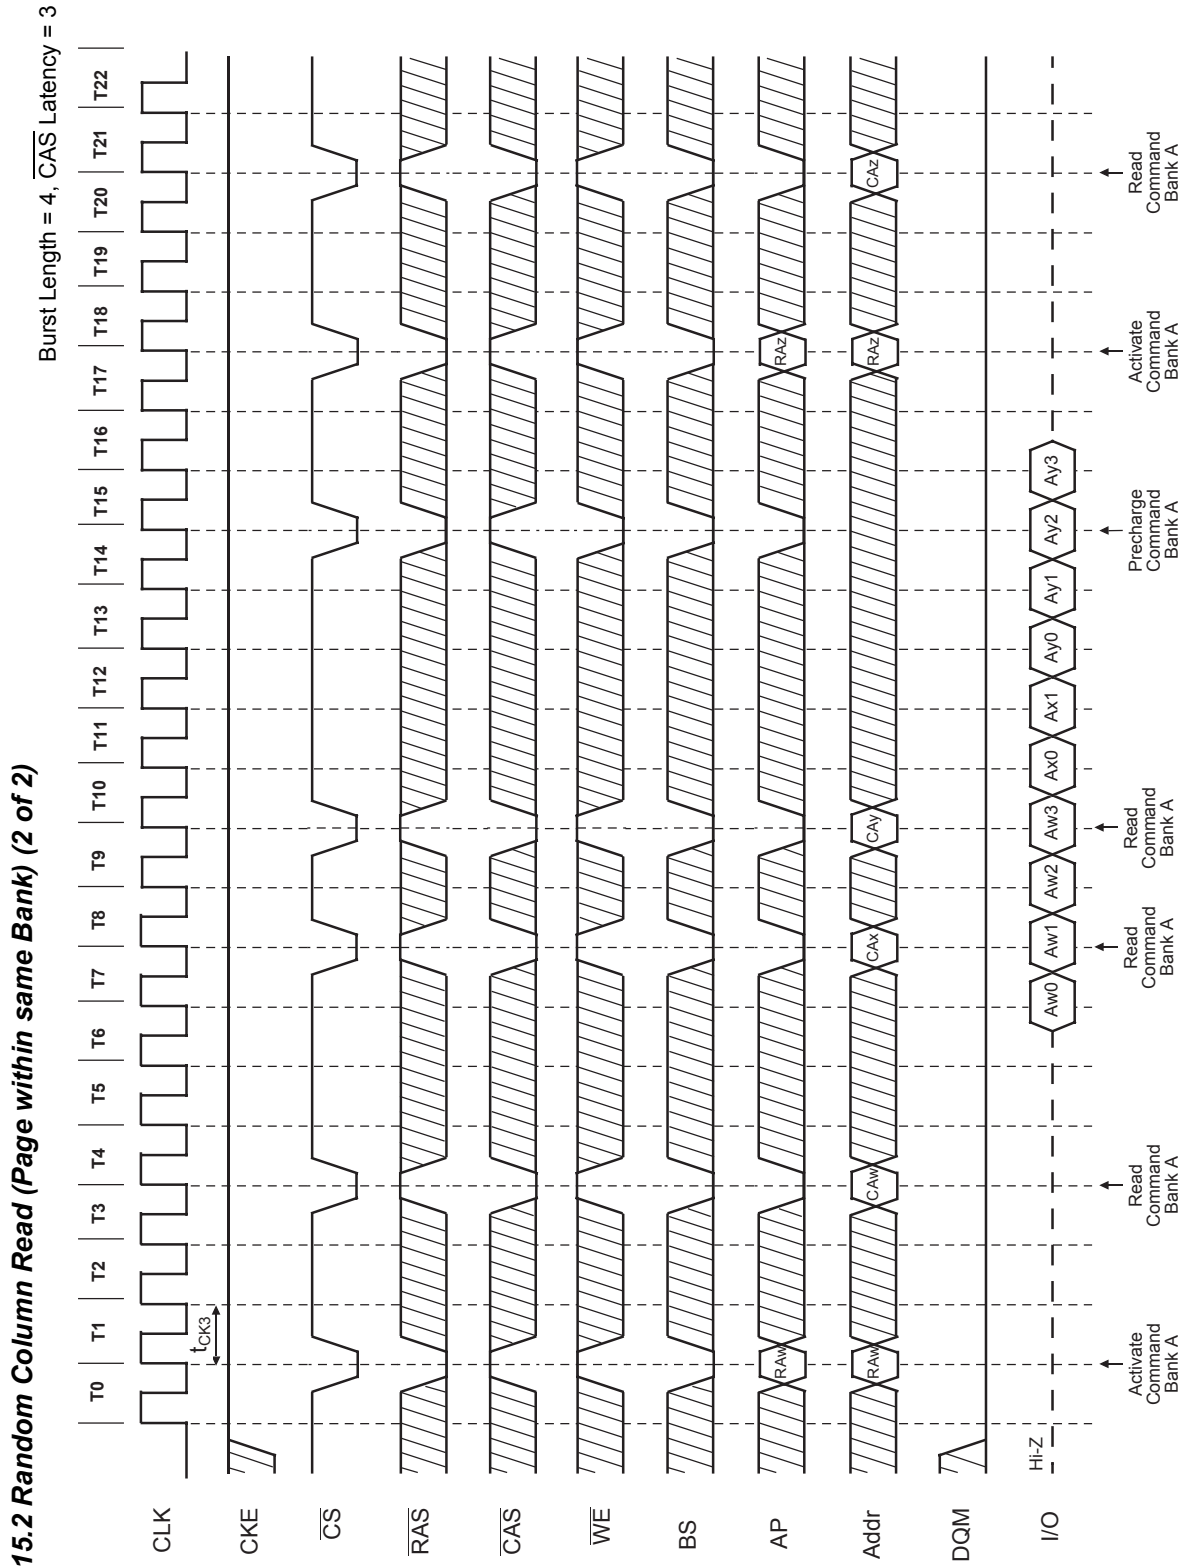 15.2 Random Column Read (Page within same Bank) (2 of 2)
Burst Length = 4, CAS Latency = 3
T0 T1 T2 T3 T4 T5 T6 T7 T8 T9 T10 T11 T12 T13 T14 T15 T16 T17 T18 T19 T20 T21 T22
CLK
tCK3
CKE
CS
RAS
CAS
WE
BS
AP
RAw RAz
Addr
RAw CAw CAx CAy RAz CAz
DQM
I/O
Hi-Z
Aw0 Aw1 Aw2 Aw3 Ax0 Ax1 Ay0 Ay1 Ay2 Ay3
Activate
Command
Bank A
Read
Command
Bank A
Read
Command
Bank A
Read
Command
Bank A
Precharge
Command
Bank A
Activate
Command
Bank A
Read
Command
Bank A